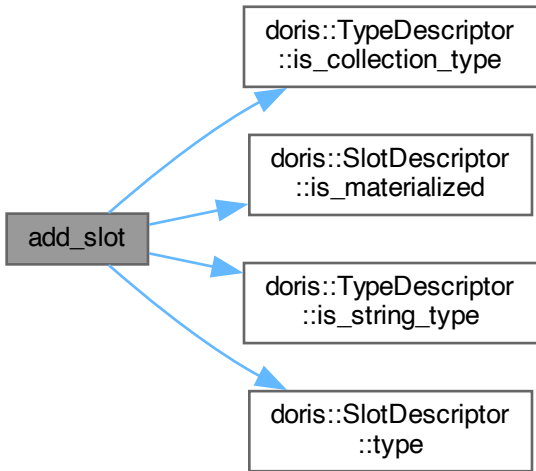 doris::TypeDescriptor
::is_collection_type
doris::SlotDescriptor
::is_materialized
add_slot
doris::TypeDescriptor
::is_string_type
doris::SlotDescriptor
::type